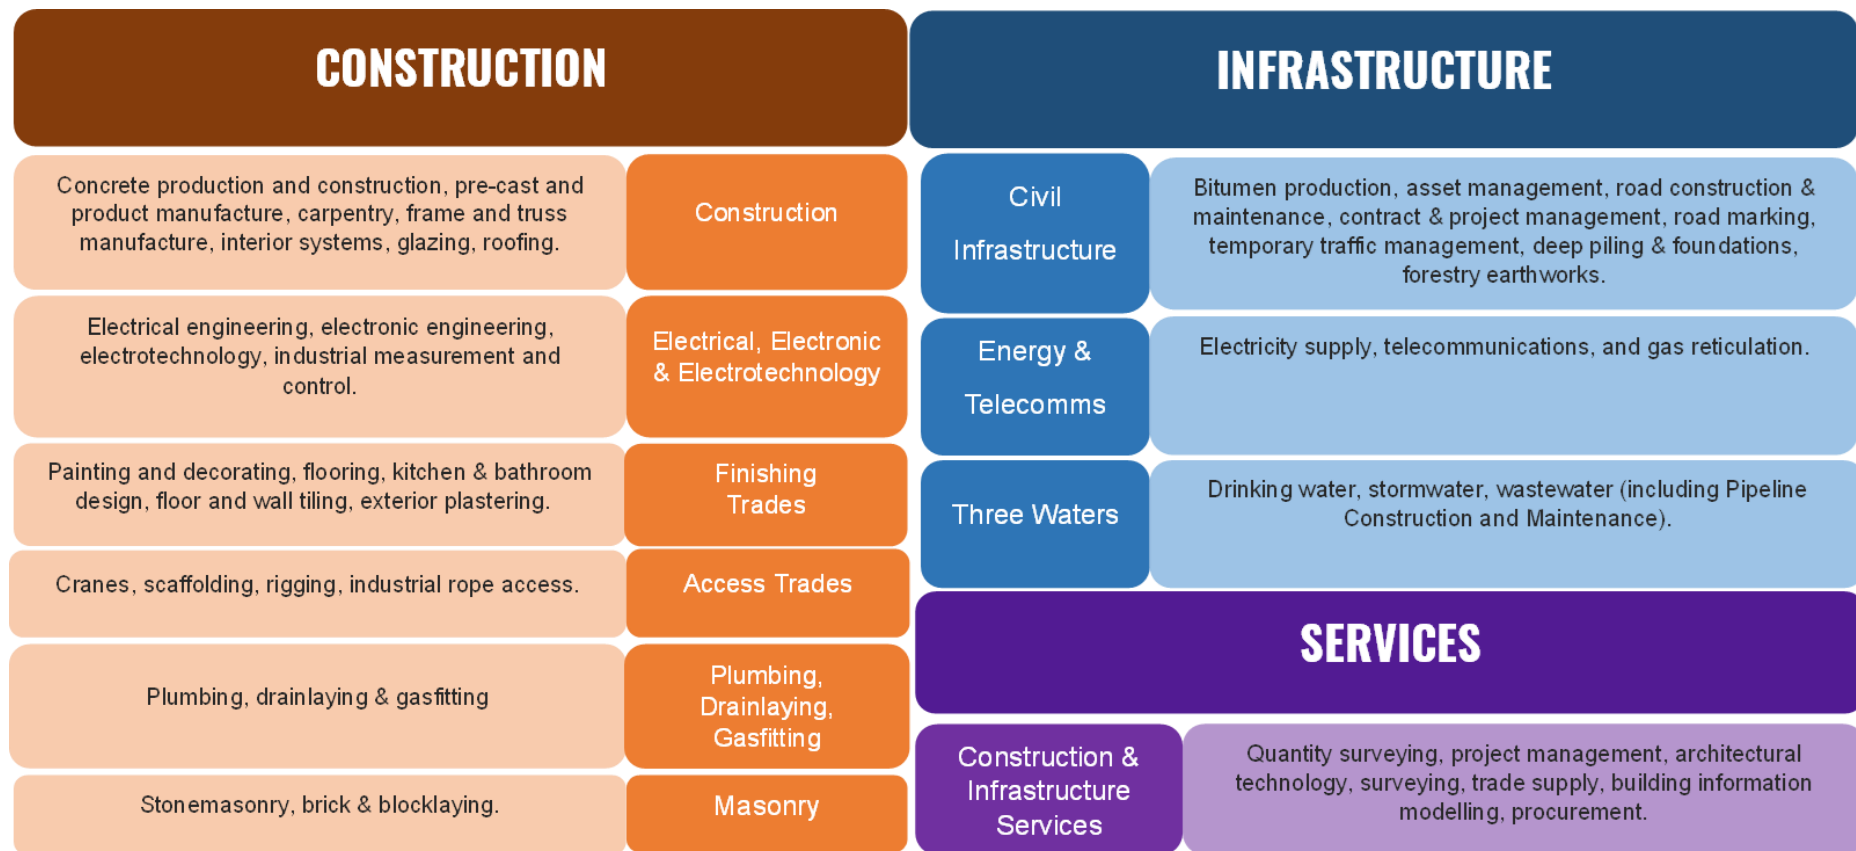 CONSTRUCTION
Concrete production and construction, pre-cast and
product manufacture, carpentry, frame and truss
manufacture, interior systems, glazing, roofing.
Construction
Electrical engineering, electronic engineering,
electrotechnology, industrial measurement and
control.
Electrical, Electronic
& Electrotechnology
Painting and decorating, flooring, kitchen & bathroom
design, floor and wall tiling, exterior plastering.
Finishing
Trades
Cranes, scaffolding, rigging, industrial rope access.
Access Trades
Plumbing, drainlaying & gasfitting
Plumbing,
Drainlaying,
Gasfitting
Stonemasonry, brick & blocklaying.
Masonry
INFRASTRUCTURE
Civil
Infrastructure
Bitumen production, asset management, road construction &
maintenance, contract & project management, road marking,
temporary traffic management, deep piling & foundations,
forestry earthworks.
Energy &
Telecomms
Electricity supply, telecommunications, and gas reticulation.
Three Waters
Drinking water, stormwater, wastewater (including Pipeline
Construction and Maintenance).
SERVICES
Construction &
Infrastructure
Services
Quantity surveying, project management, architectural
technology, surveying, trade supply, building information
modelling, procurement.